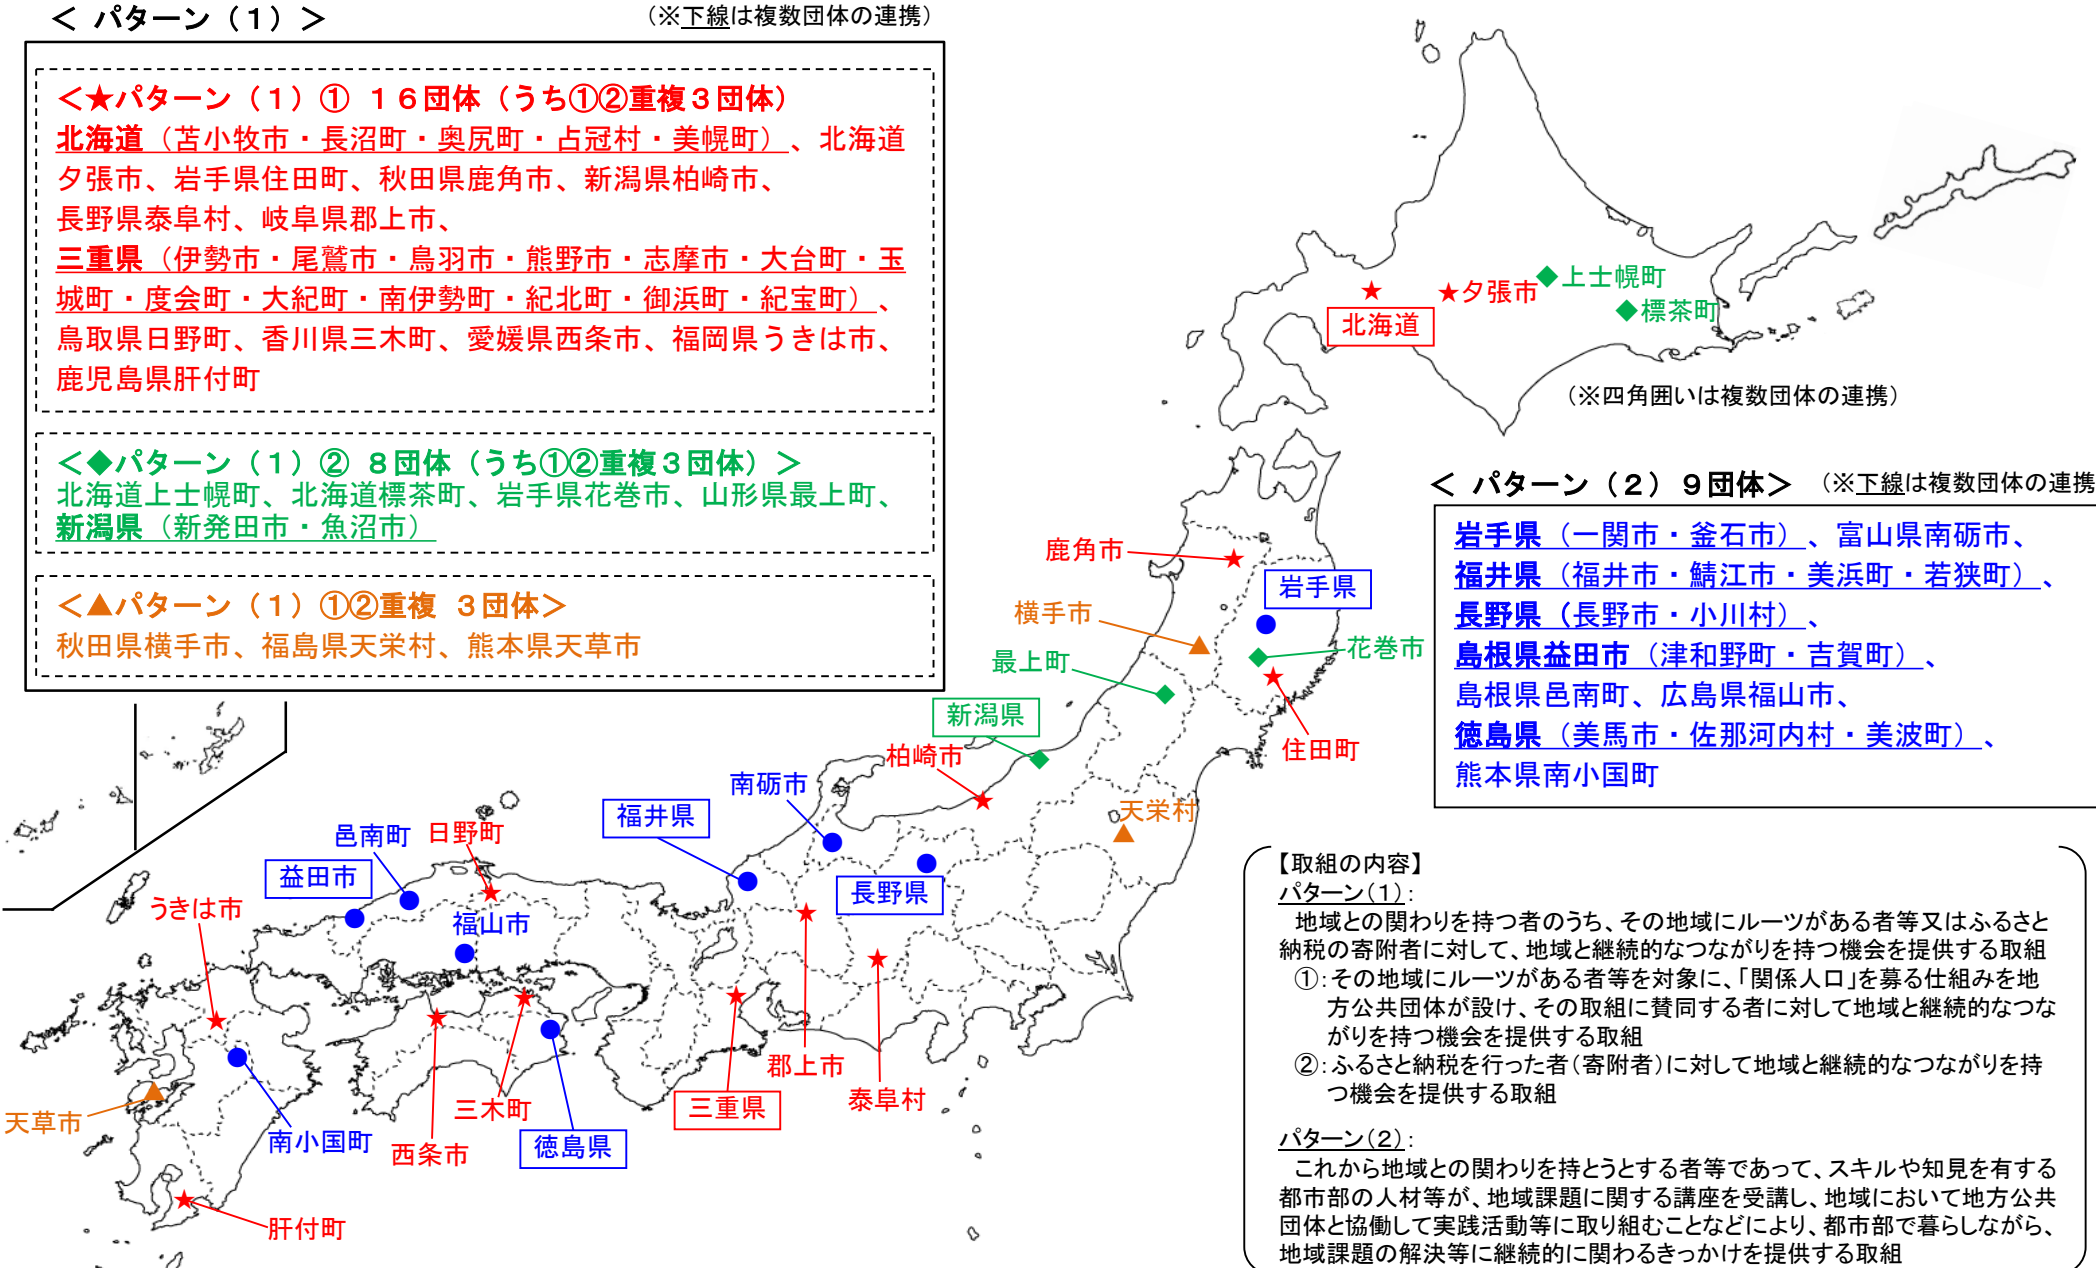 ＜ パターン（１）＞
（※下線は複数団体の連携）
＜★パターン（１）① １６団体（うち①②重複３団体）
北海道（苫小牧市・長沼町・奥尻町・占冠村・美幌町）、北海道
夕張市、岩手県住田町、秋田県鹿角市、新潟県柏崎市、
長野県泰阜村、岐阜県郡上市、
三重県（伊勢市・尾鷲市・鳥羽市・熊野市・志摩市・大台町・玉
城町・度会町・大紀町・南伊勢町・紀北町・御浜町・紀宝町）、
鳥取県日野町、香川県三木町、愛媛県西条市、福岡県うきは市、
鹿児島県肝付町
＜◆パターン（１）② ８団体（うち①②重複３団体）＞
北海道上士幌町、北海道標茶町、岩手県花巻市、山形県最上町、
新潟県（新発田市・魚沼市）
＜▲パターン（１）①②重複 ３団体＞
秋田県横手市、福島県天栄村、熊本県天草市
★
★夕張市
◆上士幌町
◆標茶町
北海道
（※四角囲いは複数団体の連携）
＜ パターン（２）９団体＞
（※下線は複数団体の連携
岩手県（一関市・釜石市）、富山県南砺市、
福井県（福井市・鯖江市・美浜町・若狭町）、
長野県（長野市・小川村）、
島根県益田市（津和野町・吉賀町）、
島根県邑南町、広島県福山市、
徳島県（美馬市・佐那河内村・美波町）、
熊本県南小国町
鹿角市
岩手県
横手市
花巻市
最上町
新潟県
住田町
柏崎市
南砺市
天栄村
福井県
邑南町
日野町
益田市
長野県
うきは市
福山市
郡上市
泰阜村
三重県
三木町
天草市
南小国町
西条市
徳島県
肝付町
【取組の内容】
パターン（１）：
地域との関わりを持つ者のうち、その地域にルーツがある者等又はふるさと
納税の寄附者に対して、地域と継続的なつながりを持つ機会を提供する取組
①：その地域にルーツがある者等を対象に、「関係人口」を募る仕組みを地
方公共団体が設け、その取組に賛同する者に対して地域と継続的なつな
がりを持つ機会を提供する取組
②：ふるさと納税を行った者（寄附者）に対して地域と継続的なつながりを持
つ機会を提供する取組
パターン（２）：
これから地域との関わりを持とうとする者等であって、スキルや知見を有する
都市部の人材等が、地域課題に関する講座を受講し、地域において地方公共
団体と協働して実践活動等に取り組むことなどにより、都市部で暮らしながら、
地域課題の解決等に継続的に関わるきっかけを提供する取組